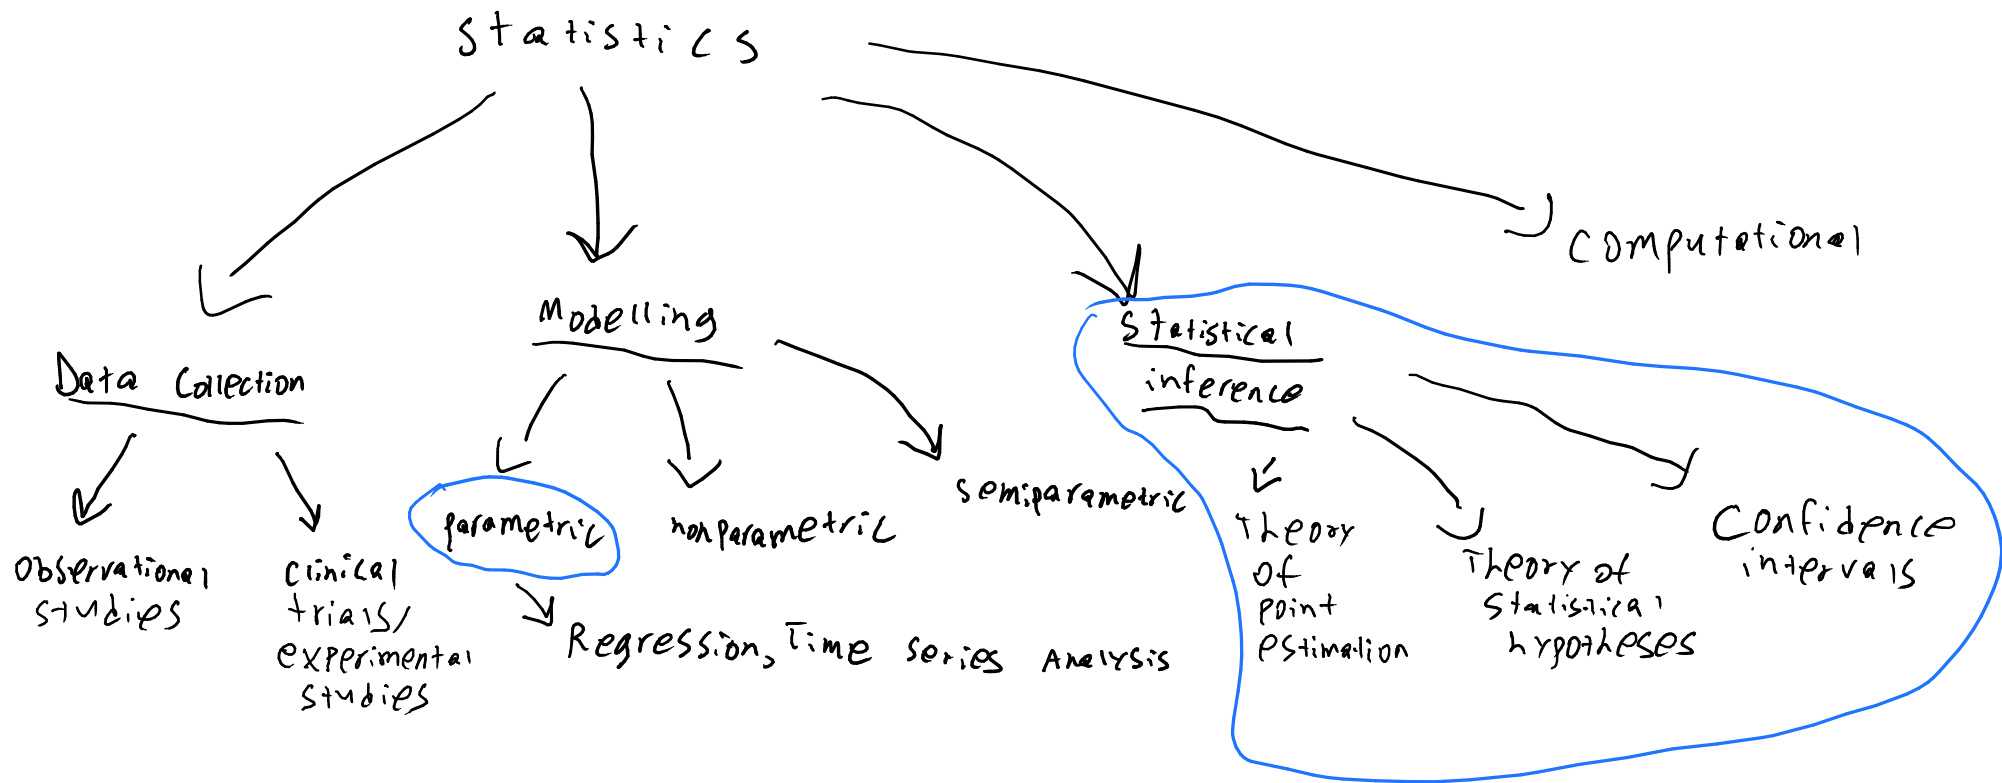 Statistics
Computational
Modelling
Statistical
inference
Data Collection
parametric
nonparametric
semiparametric
Theory
of
point
estimation
Theory of
statistical
hypotheses
Confidence
intervals
Observational
studies
clinical
trials/
experimental
studies
Regression, Time series Analysis